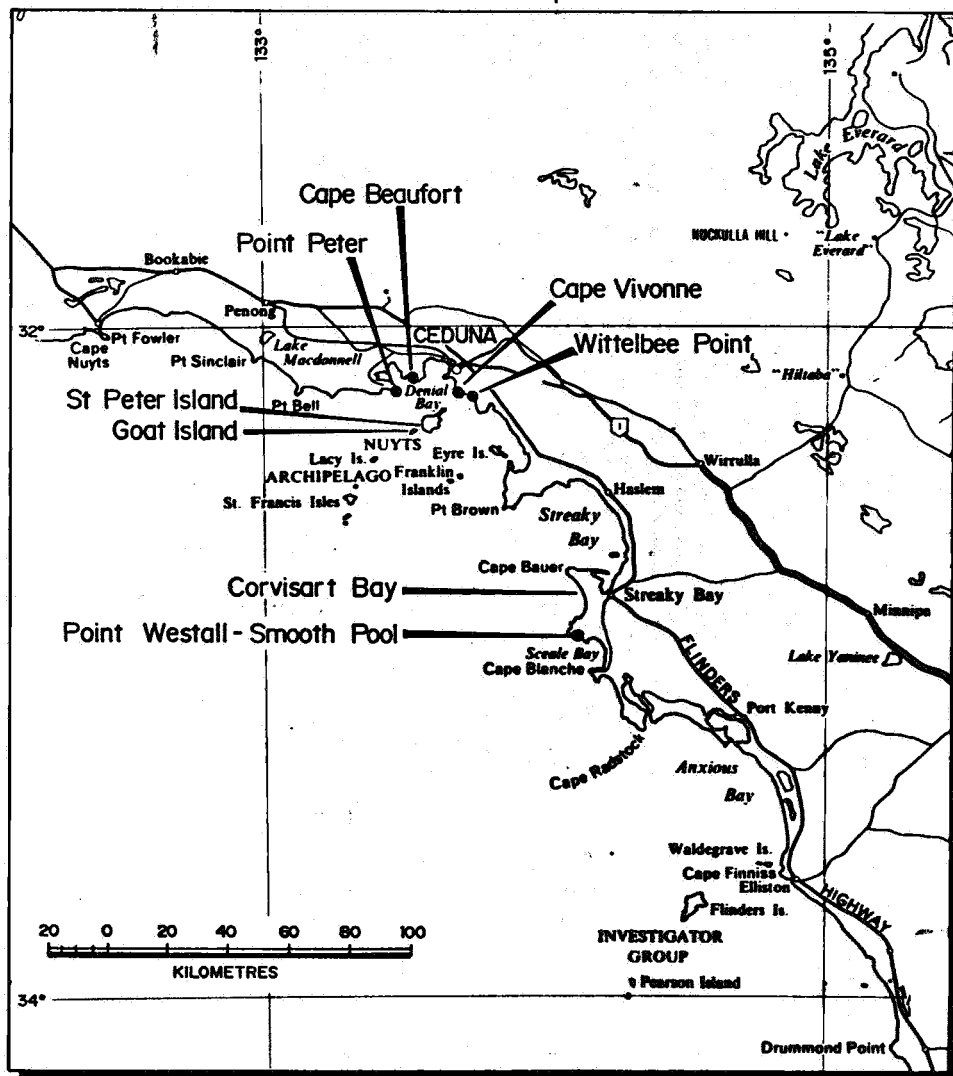 133°
135°
Lake Everard
Cape Beaufort
NUCKULLA HILL
"Lake
Everard"
Point Peter
Bookabie
Cape Vivonne
Penong
32°
Pt Fowler
CEDUNA
Lake
Macdonnell
Wittelbee Point
Cape
Nuyts
Pt Sinclair
"Hiltaba"
Denial
Bay
Pt Bell
St Peter Island
1
Goat Island
NUYTS
Lacy Is.
Eyre Is.
Wirrulla
ARCHIPELAGO
Franklin
Islands
Haslem
St. Francis Isles
Pt Brown
Streaky
Bay
Cape Bauer
Corvisart Bay
Streaky Bay
Minnipa
Point Westall-Smooth Pool
FLINDERS
Sceale Bay
Lake Yaninee
Cape Blanche
Port Kenny
Cape Radstock
Anxious
Bay
Waldegrave Is.
Cape Finniss
Elliston
HIGHWAY
Flinders Is.
20 0 20 40 60 80 100
INVESTIGATOR
GROUP
KILOMETRES
Pearson Island
34°
Drummond Point